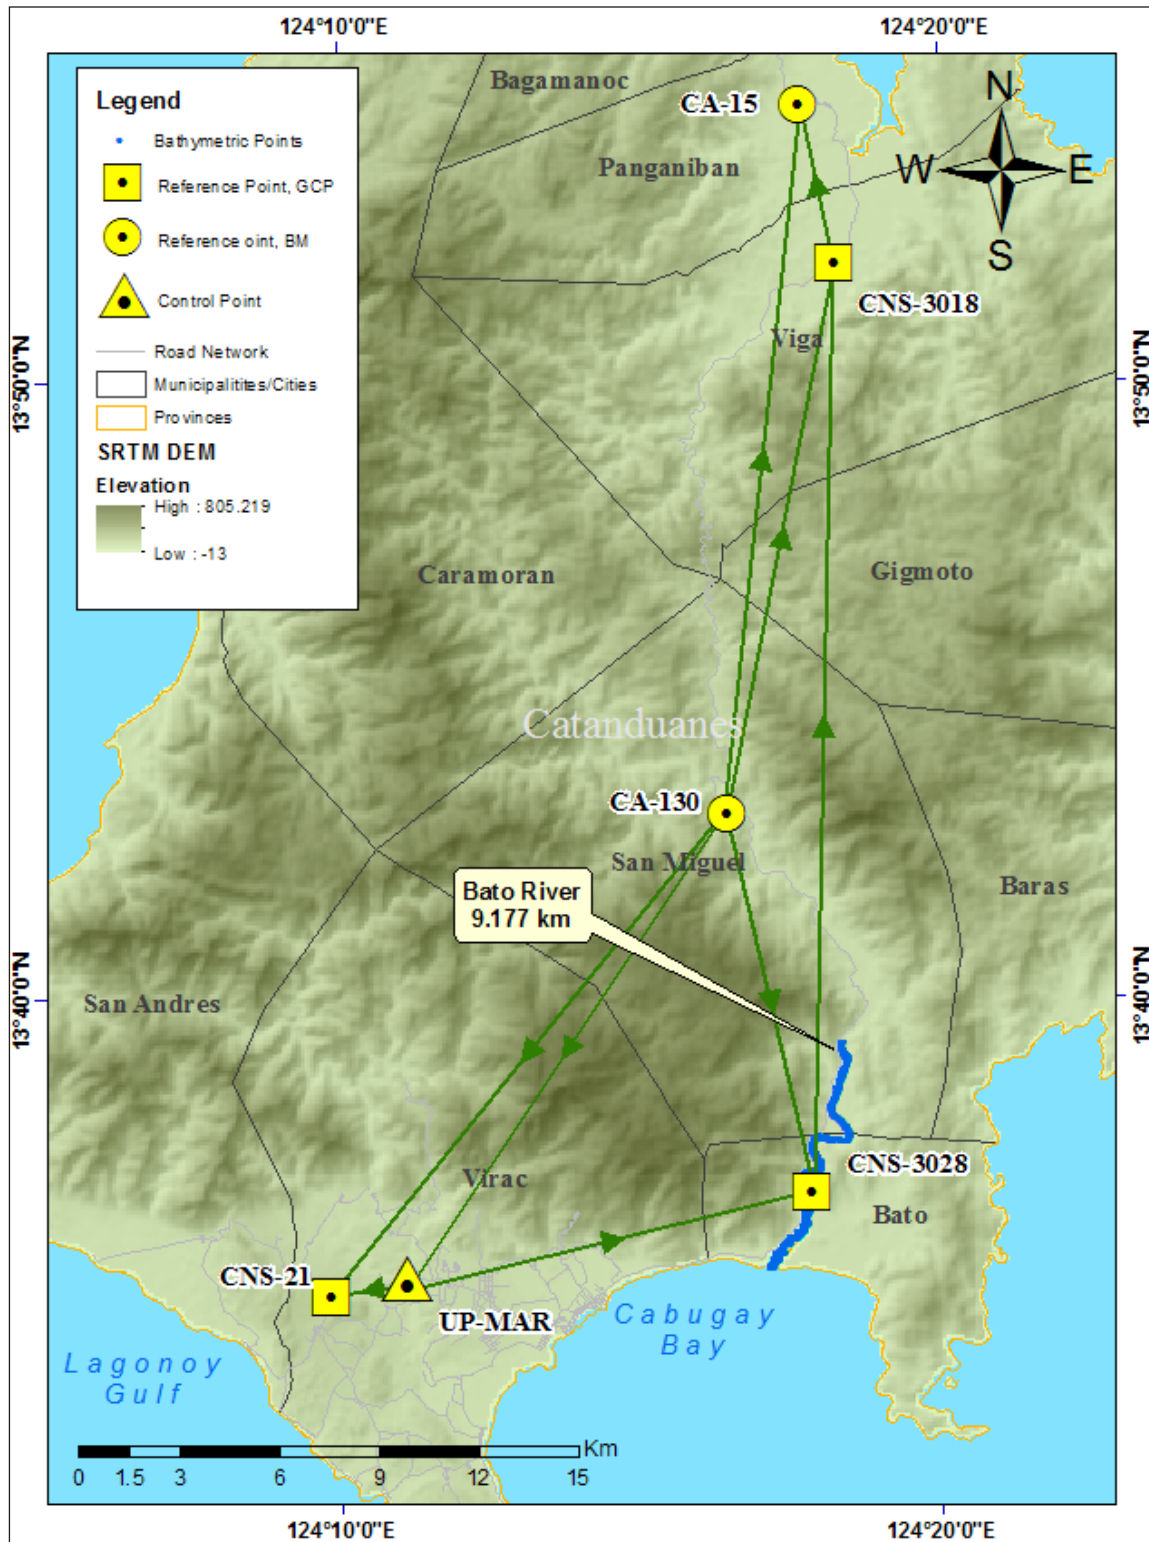 124°10'0"E
124°20'0"E
Legend
Bathymetric Points
Reference Point, GCP
Reference oint, BM
Control Point
Road Network
Municipalitites/Cities
Provinces
SRTM DEM
Elevation
High : 805.219
Low : -13
Bagamanoc
CA-15
Panganiban
N
W
E
S
CNS-3018
Viga
13°50'0"N
13°50'0"N
Caramoran
Gigmoto
Catanduanes
CA-130
San Miguel
Baras
Bato River
9.177 km
San Andres
13°40'0"N
13°40'0"N
CNS-3028
Virac
Bato
CNS-21
UP-MAR
Cabugay
Bay
Lagonoy
Gulf
Km
0 1.5 3 6 9 12 15
124°10'0"E
124°20'0"E